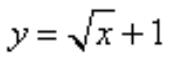 y = √x + 1